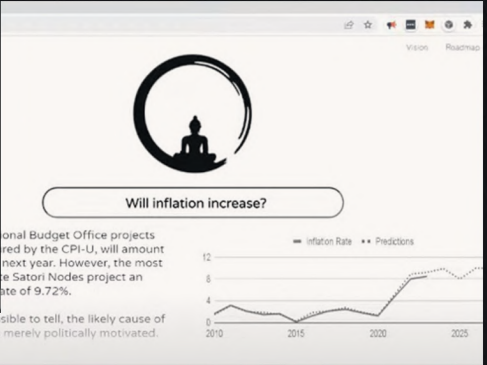 Vision Roadmap
Will inflation increase?
onal Budget Office projects
ured by the CPI-U, will amount
next year. However, the most
te Satori Nodes project an
ate of 9.72%.
sible to tell, the likely cause of
merely politically motivated.
Inflation Rate Predictions
12
8
4
0
2010 2015 2020 2025